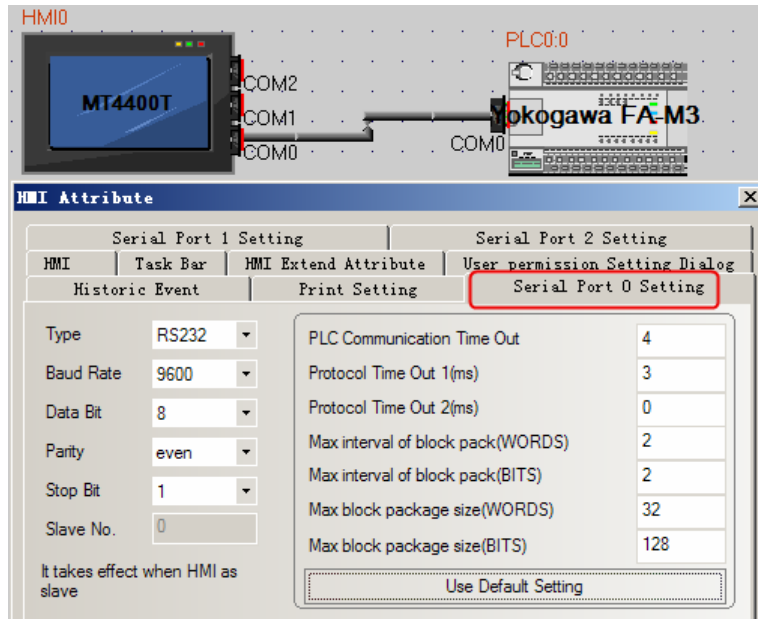 HMI0
PLC0:0
COM2
MT4400T
COM1
Yokogawa FA-M3
COM0
COM0
HMI Attribute
Serial Port 1 Setting
Serial Port 2 Setting
HMI
Task Bar
HMI Extend Attribute
User permission Setting Dialog
Historic Event
Print Setting
Serial Port 0 Setting
Type
RS232
Baud Rate
9600
Data Bit
8
Parity
even
Stop Bit
1
Slave No.
0
It takes effect when HMI as
slave
PLC Communication Time Out
4
Protocol Time Out 1(ms)
3
Protocol Time Out 2(ms)
0
Max interval of block pack(WORDS)
2
Max interval of block pack(BITS)
2
Max block package size(WORDS)
32
Max block package size(BITS)
128
Use Default Setting